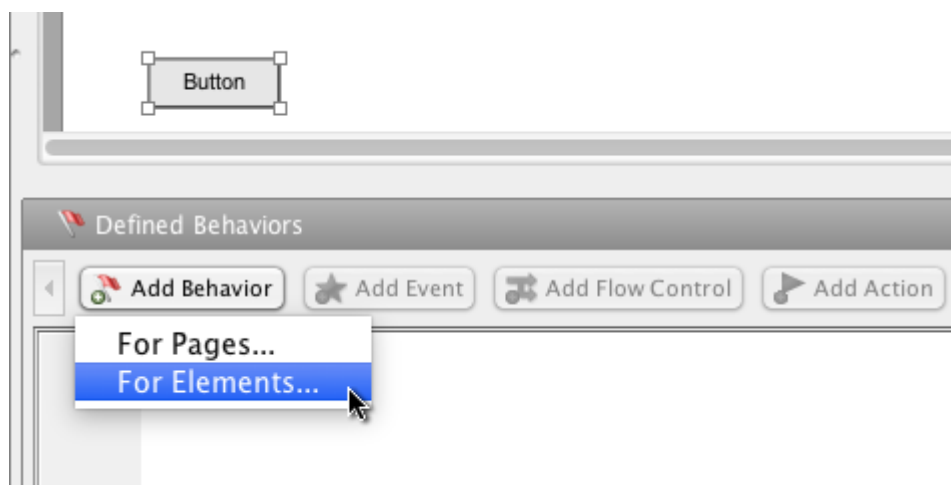 Button
Defined Behaviors
Add Behavior Add Event Add Flow Control Add Action
For Pages...
For Elements...